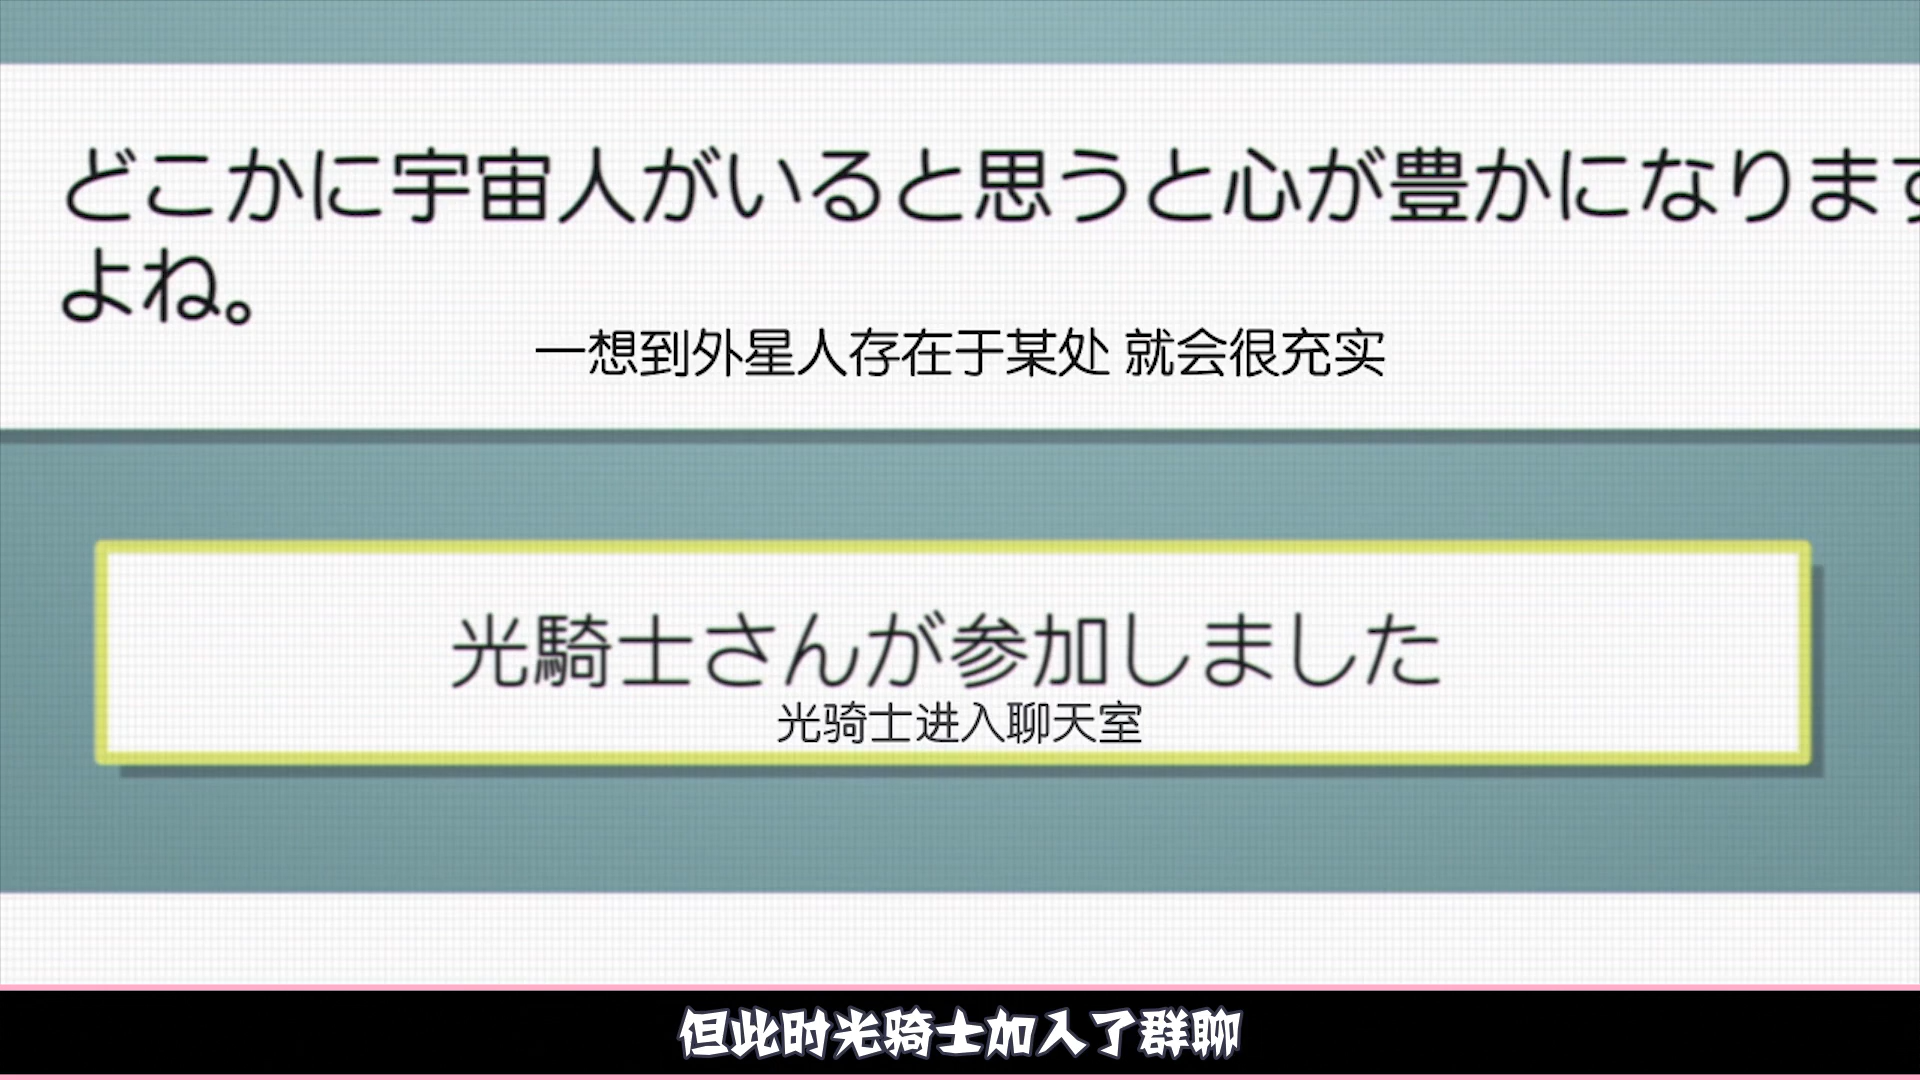 どこかに宇宙人がいると思うと心が豊かになります
よね。
一想到外星人存在于某处 就会很充实
光騎士さんが参加しました
光骑士进入聊天室
但此时光骑士加入了群聊